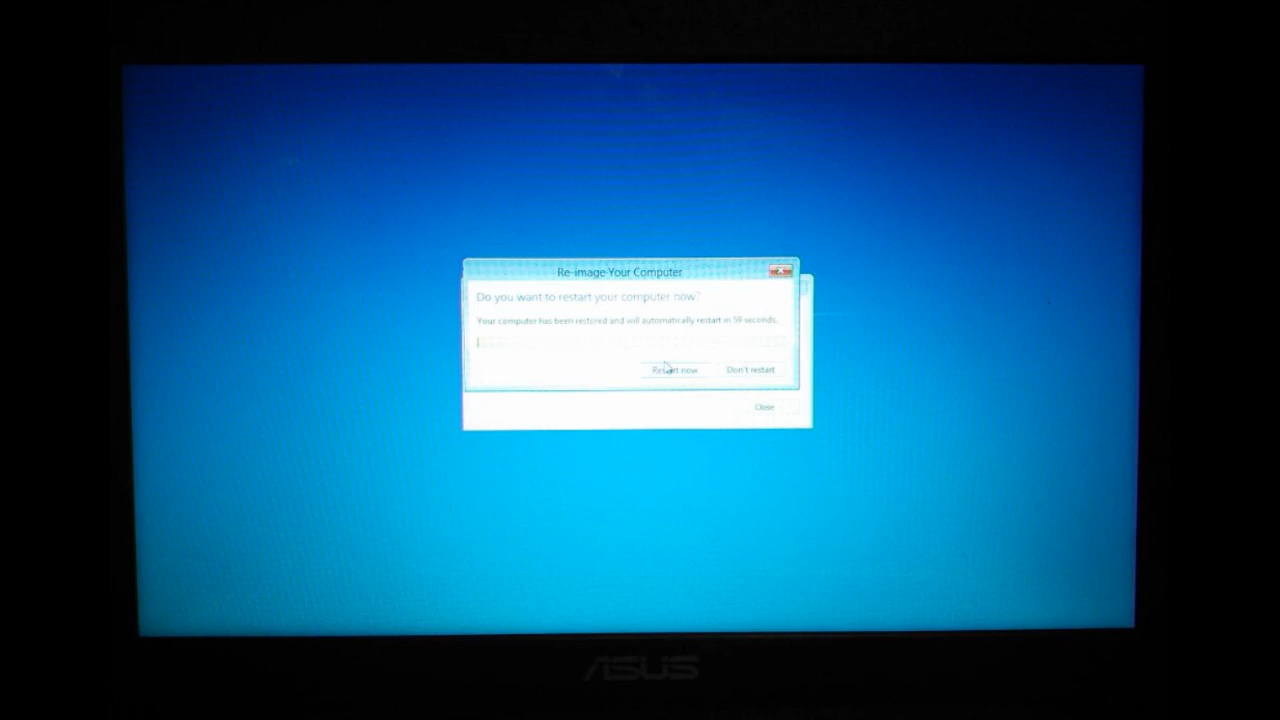 Re-image Your Computer
Do you want to restart your computer now?
Your computer has been restored and will automatically restart in 59 seconds.
Restart now
Don't restart
Close
ASUS